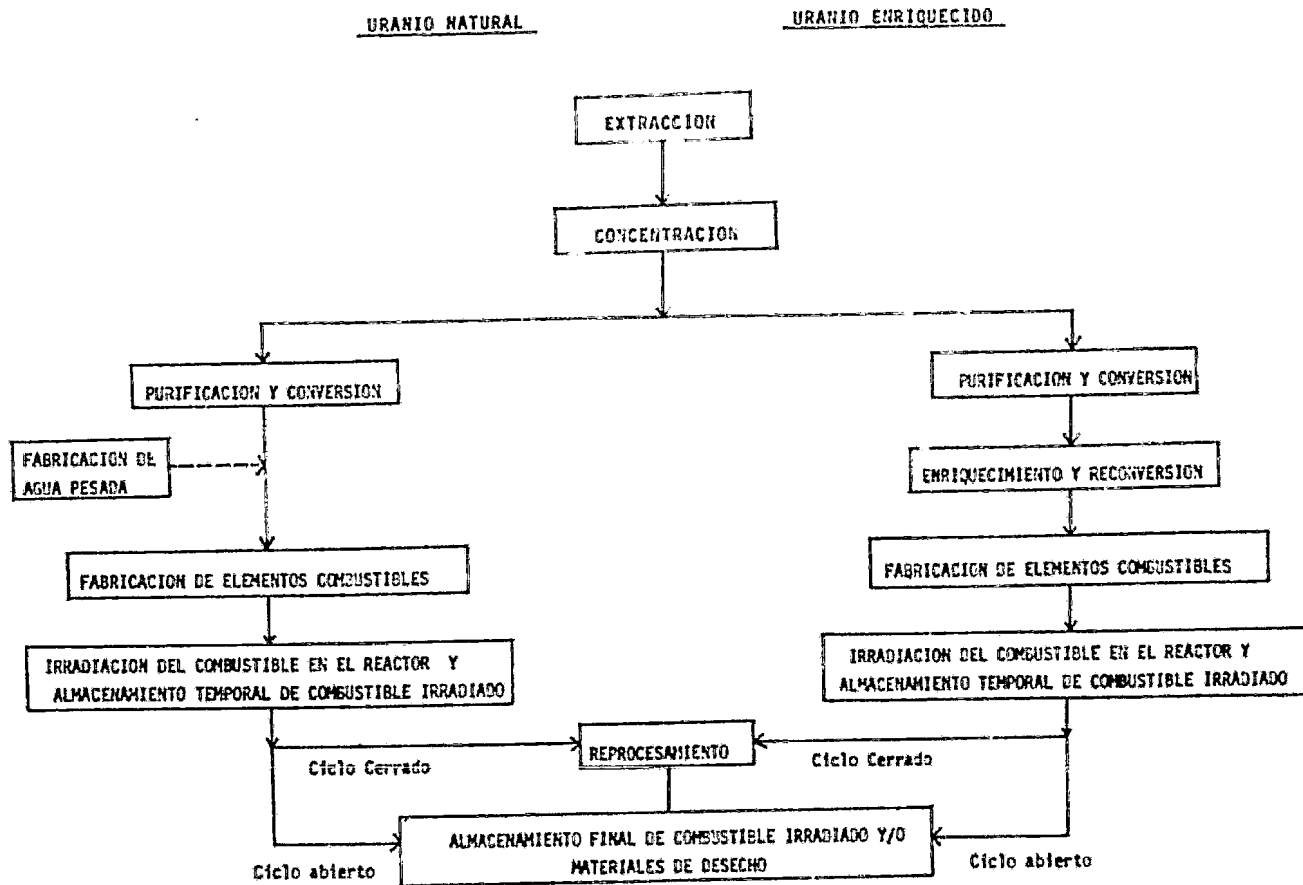 URANIO NATURAL
URANIO ENRIQUECIDO
EXTRACCION
CONCENTRACION
PURIFICACION Y CONVERSION
PURIFICACION Y CONVERSION
FABRICACION DE
AGUA PESADA
ENRIQUECIMIENTO Y RECONVERSION
FABRICACION DE ELEMENTOS COMBUSTIBLES
FABRICACION DE ELEMENTOS COMBUSTIBLES
IRRADIACION DEL COMBUSTIBLE EN EL REACTOR Y
ALMACENAMIENTO TEMPORAL DE COMBUSTIBLE IRRADIADO
IRRADIACION DEL COMBUSTIBLE EN EL REACTOR Y
ALMACENAMIENTO TEMPORAL DE COMBUSTIBLE IRRADIADO
Ciclo Cerrado
REPROCESAMIENTO
Ciclo Cerrado
ALMACENAMIENTO FINAL DE COMBUSTIBLE IRRADIADO Y/O
MATERIALES DE DESECHO
Ciclo abierto
Ciclo abierto